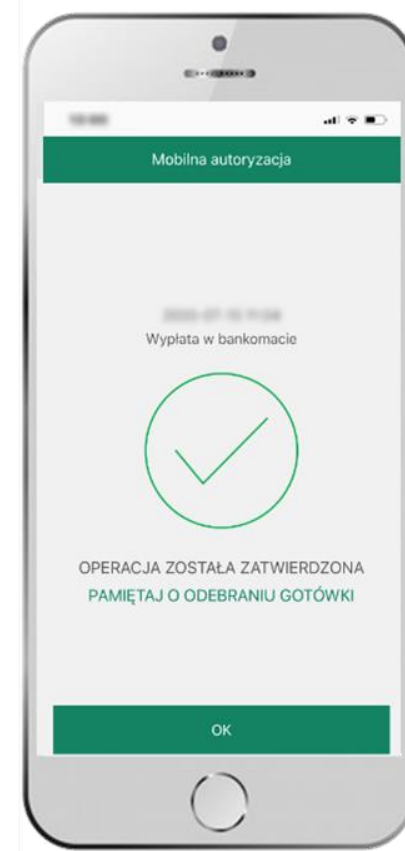 Mobilna autoryzacja
Wypłata w bankomacie
OPERACJA ZOSTAŁA ZATWIERDZONA
PAMIĘTAJ O ODEBRANIU GOTÓWKI
OK